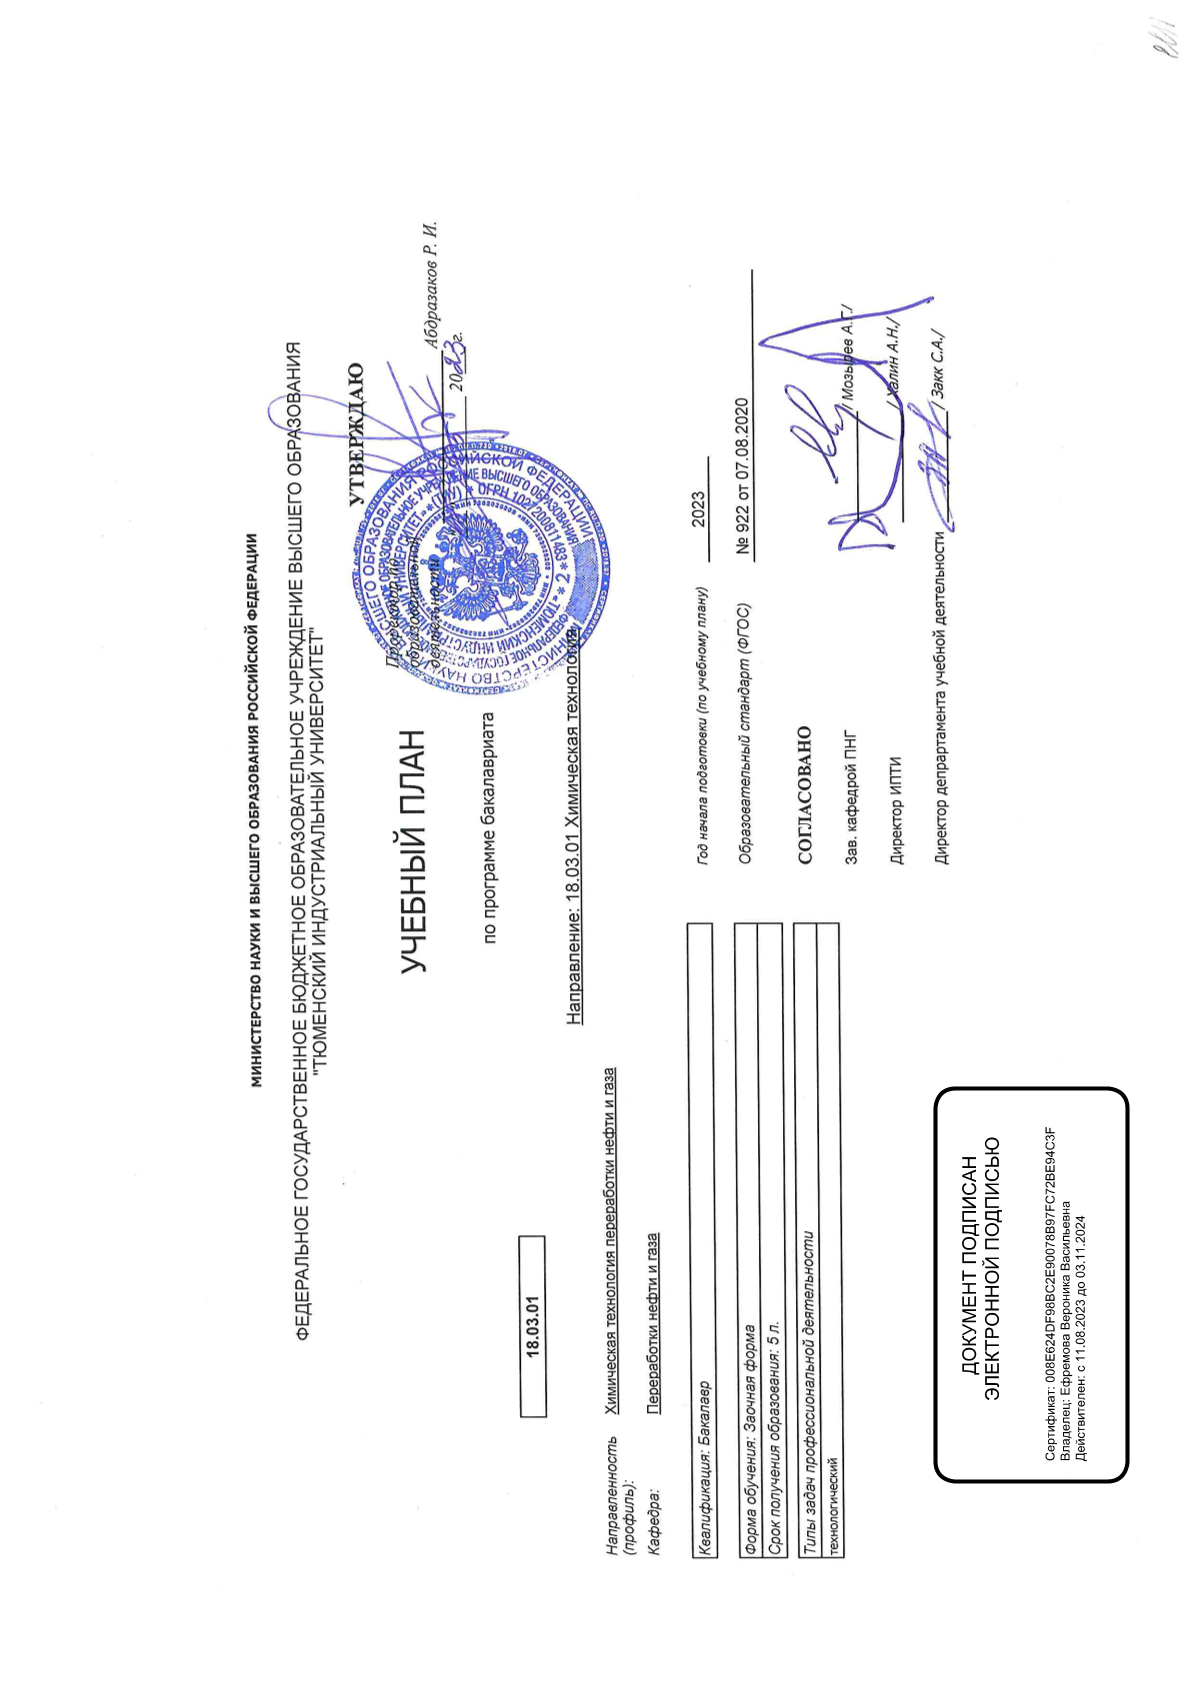 МИНИСТЕРСТВО НАУКИ И ВЫСШЕГО ОБРАЗОВАНИЯ РОССИЙСКОЙ ФЕДЕРАЦИИ
ФЕДЕРАЛЬНОЕ ГОСУДАРСТВЕННОЕ БЮДЖЕТНОЕ ОБРАЗОВАТЕЛЬНОЕ УЧРЕЖДЕНИЕ ВЫСШЕГО ОБРАЗОВАНИЯ
"ТЮМЕНСКИЙ ИНДУСТРИАЛЬНЫЙ УНИВЕРСИТЕТ"
УТВЕРЖДАЮ
Проректор по
образовательной
деятельности
Абдразаков Р. И.
2023 г.
УЧЕБНЫЙ ПЛАН
по программе бакалавриата
18.03.01
Направление: 18.03.01 Химическая технология
Направленность (профиль): Химическая технология переработки нефти и газа
Кафедра: Переработки нефти и газа
Квалификация: Бакалавр
Форма обучения: Заочная форма
Срок получения образования: 5 л.
Типы задач профессиональной деятельности
технологический
Год начала подготовки (по учебному плану) 2023
Образовательный стандарт (ФГОС) № 922 от 07.08.2020
СОГЛАСОВАНО
Зав. кафедрой ПНГ / Мозырев А.Г./
Директор ИПТИ / Халин А.Н./
Директор депрартамента учебной деятельности / Закк С.А./
ДОКУМЕНТ ПОДПИСАН
ЭЛЕКТРОННОЙ ПОДПИСЬЮ
Сертификат: 008E624DF98BC2E90078B97FC72BE94C3F
Владелец: Ефремова Вероника Васильевна
Действителен: с 11.08.2023 до 03.11.2024